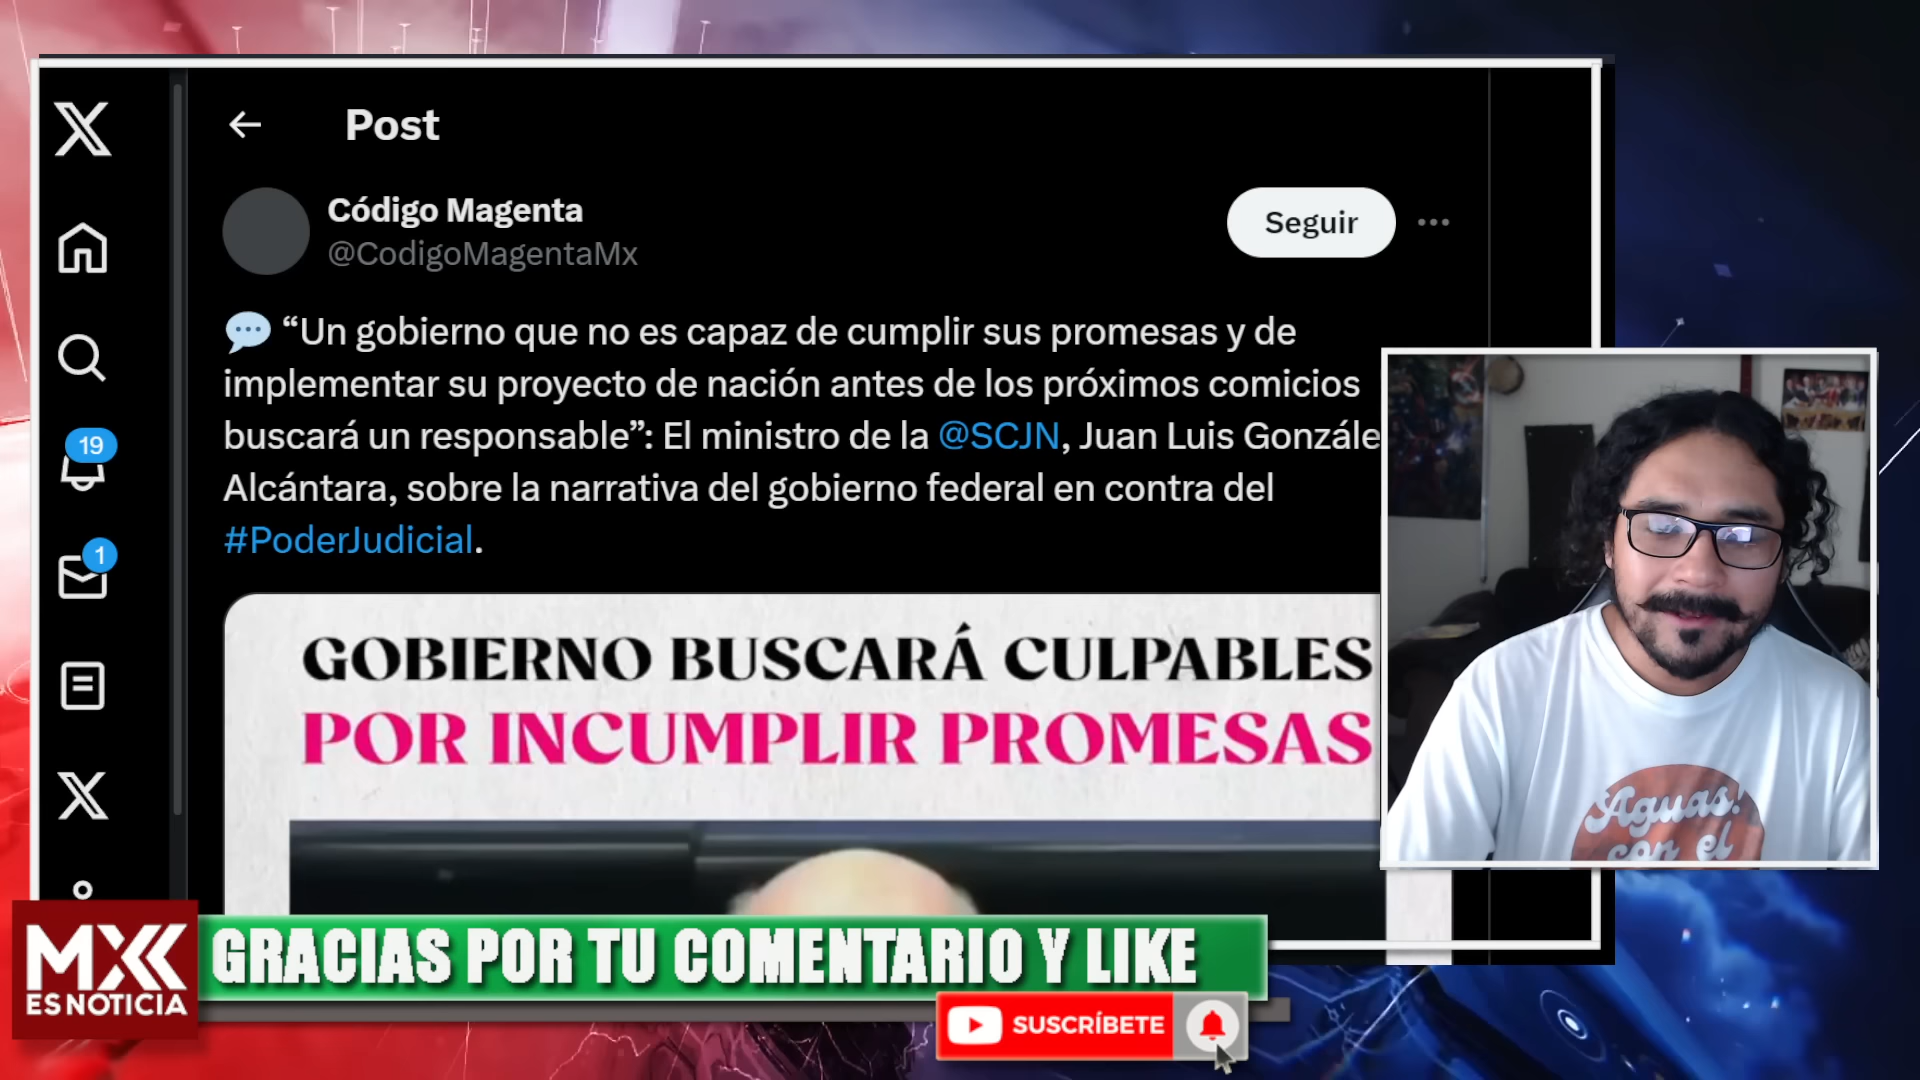 Post
Código Magenta
@CodigoMagentaMx
Seguir
“Un gobierno que no es capaz de cumplir sus promesas y de
implementar su proyecto de nación antes de los próximos comicios
buscará un responsable”: El ministro de la @SCJN, Juan Luis Gonzále
Alcántara, sobre la narrativa del gobierno federal en contra del
#PoderJudicial.
19
1
GOBIERNO BUSCARÁ CULPABLES
POR INCUMPLIR PROMESAS
¡Aguas!
con el
MX
ES NOTICIA
GRACIAS POR TU COMENTARIO Y LIKE
SUSCRÍBETE